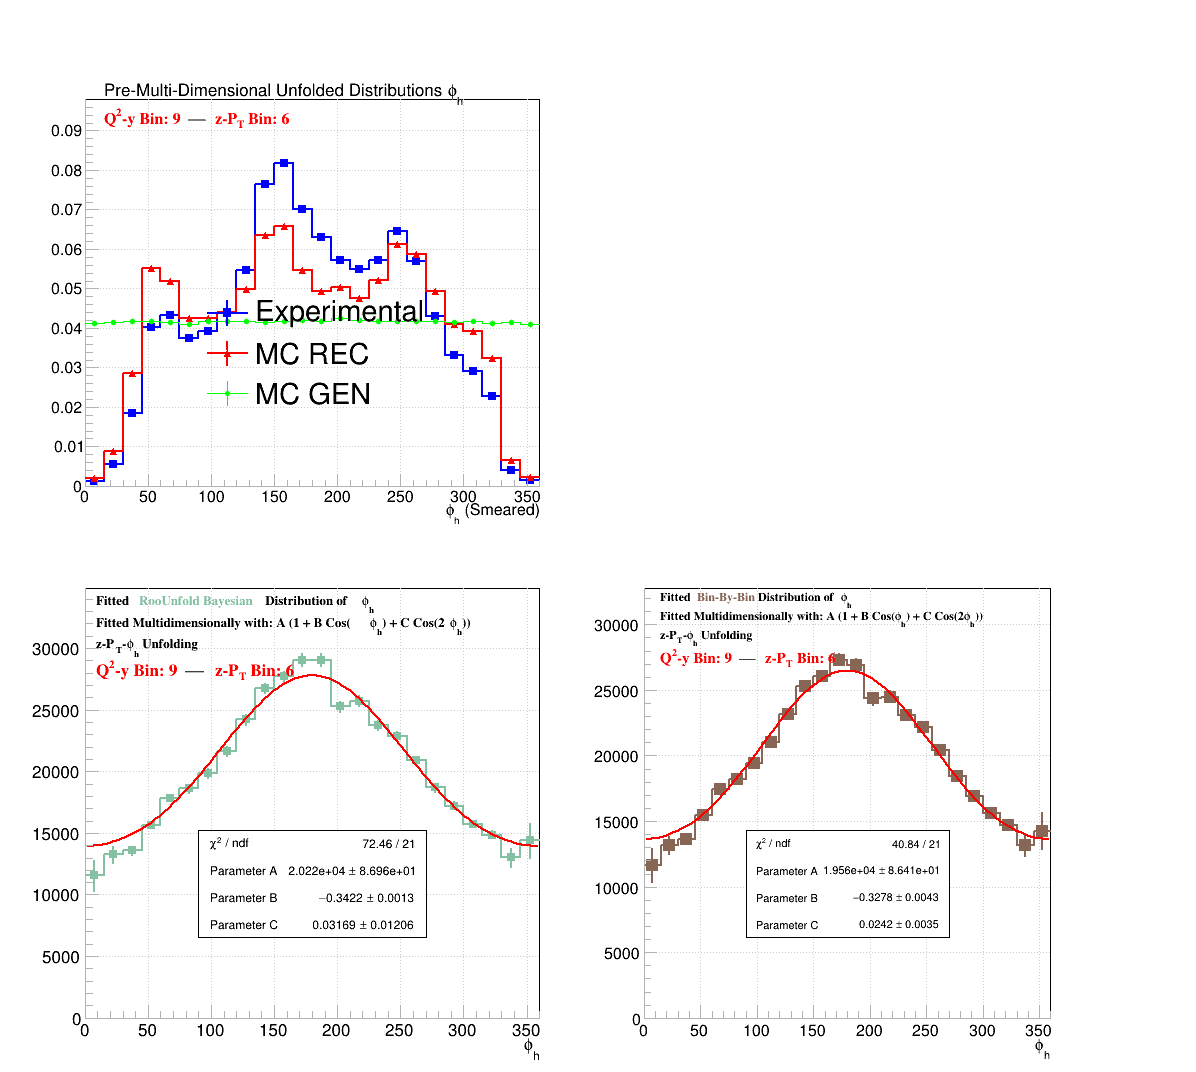 Pre-Multi-Dimensional Unfolded Distributions ϕh
Q2-y Bin: 9 — z-PT Bin: 6
0.09
0.08
0.07
0.06
0.05
0.04
0.03
0.02
0.01
0
Experimental
MC REC
MC GEN
0 50 100 150 200 250 300 350
ϕh (Smeared)
Fitted RooUnfold Bayesian Distribution of ϕh
Fitted Multidimensionally with: A (1 + B Cos( ϕh) + C Cos(2 ϕh))
z-PT-ϕh Unfolding
Q2-y Bin: 9 — z-PT Bin: 6
30000
25000
20000
15000
10000
5000
0
χ2 / ndf 72.46 / 21
Parameter A 2.022e+04 ± 8.696e+01
Parameter B −0.3422 ± 0.0013
Parameter C 0.03169 ± 0.01206
0 50 100 150 200 250 300 350
ϕh
Fitted Bin-By-Bin Distribution of ϕh
Fitted Multidimensionally with: A (1 + B Cos(ϕh) + C Cos(2ϕh))
z-PT-ϕh Unfolding
Q2-y Bin: 9 — z-PT Bin: 6
30000
25000
20000
15000
10000
5000
0
χ2 / ndf 40.84 / 21
Parameter A 1.956e+04 ± 8.641e+01
Parameter B −0.3278 ± 0.0043
Parameter C 0.0242 ± 0.0035
0 50 100 150 200 250 300 350
ϕh